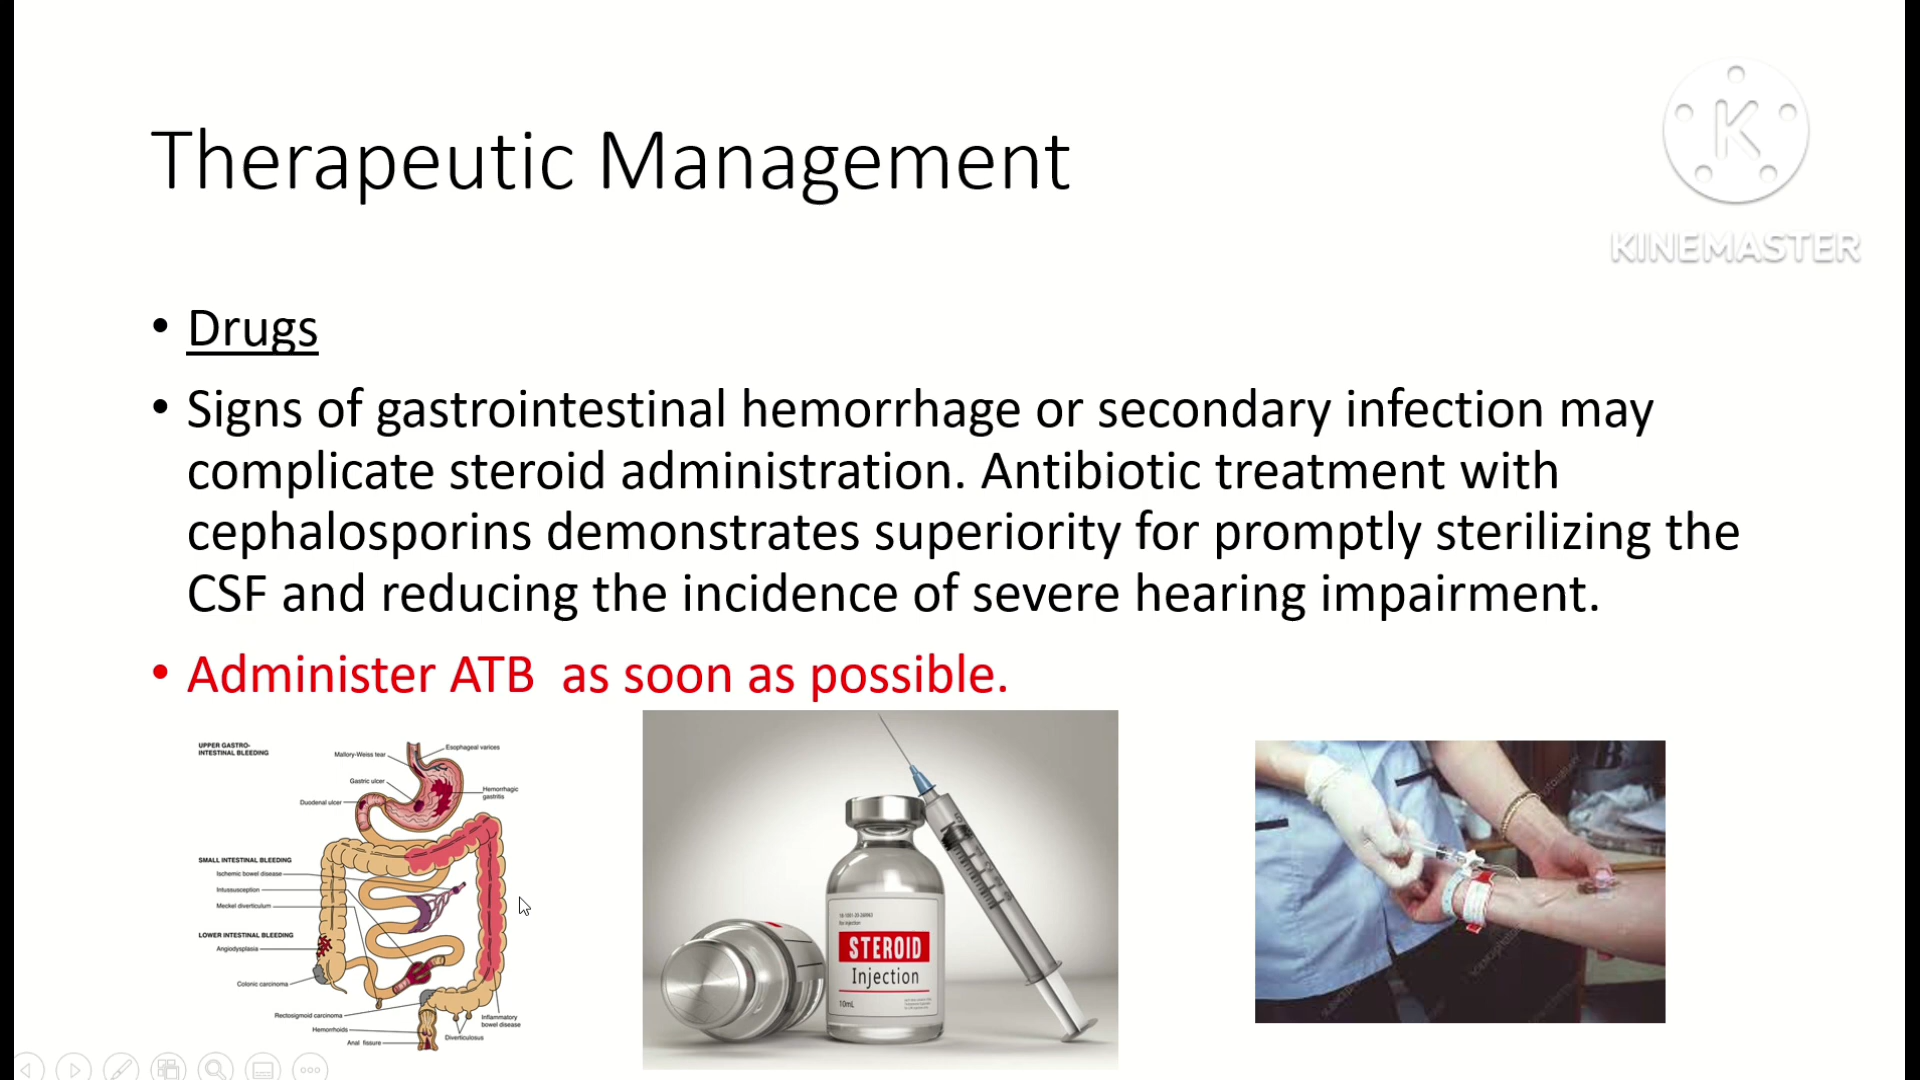 Therapeutic Management
K
KINEMASTER
• Drugs
• Signs of gastrointestinal hemorrhage or secondary infection may
complicate steroid administration. Antibiotic treatment with
cephalosporins demonstrates superiority for promptly sterilizing the
CSF and reducing the incidence of severe hearing impairment.
• Administer ATB as soon as possible.
UPPER GASTRO-
INTESTINAL BLEEDING
Mallory-Weiss tear
Esophageal varices
Gastric ulcer
Hemorrhagic
gastritis
Duodenal ulcer
SMALL INTESTINAL BLEEDING
Ischemic bowel disease
Intussusception
Meckel diverticulum
LOWER INTESTINAL BLEEDING
Angiodysplasia
Colonic carcinoma
Rectosigmoid carcinoma
Hemorrhoids
Anal fissure
Inflammatory
bowel disease
Diverticulosus
STEROID
Injection
10mL